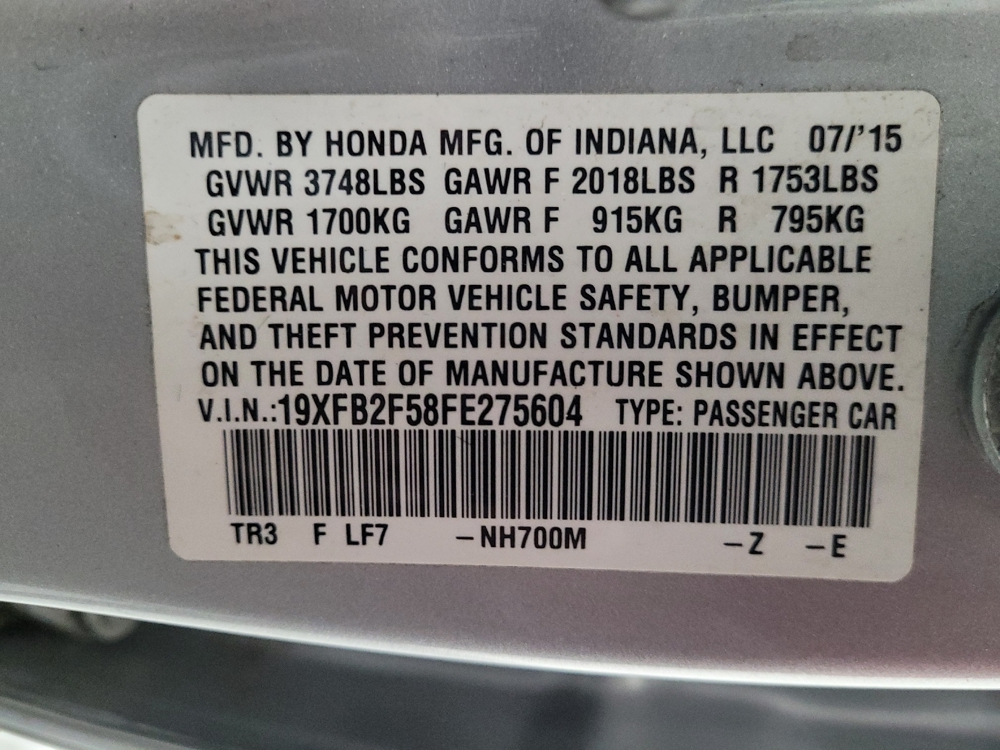 MFD. BY HONDA MFG. OF INDIANA, LLC 07/'15
GVWR 3748LBS GAWR F 2018LBS R 1753LBS
GVWR 1700KG GAWR F 915KG R 795KG
THIS VEHICLE CONFORMS TO ALL APPLICABLE
FEDERAL MOTOR VEHICLE SAFETY, BUMPER,
AND THEFT PREVENTION STANDARDS IN EFFECT
ON THE DATE OF MANUFACTURE SHOWN ABOVE.
V.I.N.:19XFB2F58FE275604 TYPE: PASSENGER CAR
TR3 F LF7 –NH700M –Z –E